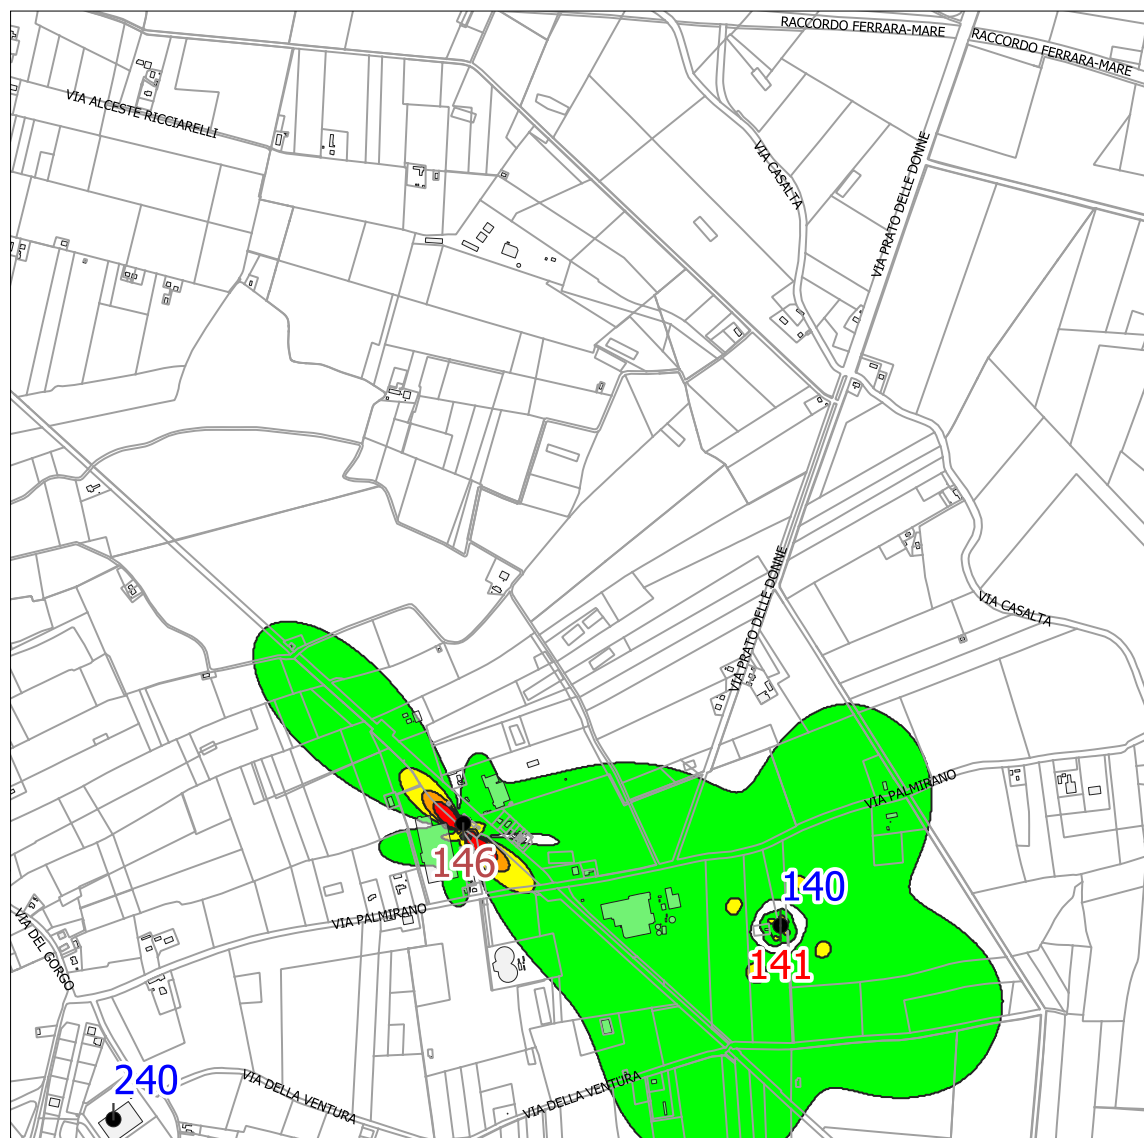 RACCORDO FERRARA-MARE
RACCORDO FERRARA-MARE
VIA ALCESTE RICCIARELLI
VIA CASALTA
VIA PRATO DELLE DONNE
VIA PRATO DELLE DONNE
VIA CASALTA
VIA PALMIRANO
146
140
VIA PALMIRANO
VIA DEL GORGO
141
240
VIA DELLA VENTURA
VIA DELLA VENTURA